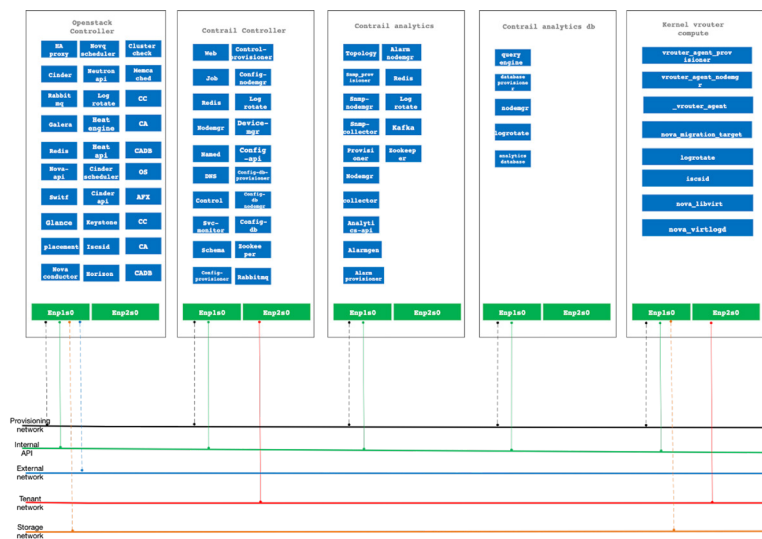 Openstack
Controller
HA
proxy
Novq
scheduler
Cluster
check
Cinder
Neutron
api
Memca
ched
Rabbit
mq
Log
rotate
CC
Galera
Heat
engine
CA
Redis
Heat
api
CADB
Nova-
api
Cinder
scheduler
OS
Switf
Cinder
api
AFX
Glance
Keystone
CC
placement
Iscsid
CA
Nova
conductor
Horizon
CADB
Enp1s0
Enp2s0
Contrail Controller
Web
Control-
provisioner
Job
Config-
nodemgr
Redis
Log
rotate
Nodemgr
Device-
mgr
Named
Config
-api
DNS
Config-db-
provisioner
Control
Config-
db
nodemgr
Svc-
monitor
Config-
db
Schema
Zookee
per
Config-
provisioner
Rabbitmq
Enp1s0
Enp2s0
Contrail analytics
Topology
Alarm
nodemgr
Snmp_prov
isioner
Redis
Snmp-
nodemgr
Log
rotate
Snmp-
collector
Kafka
Provisi
oner
Zookeep
er
Nodemgr
collector
Analyti
cs-api
Alarmgen
Alarm
provisioner
Enp1s0
Enp2s0
Contrail analytics db
query
engine
database
provisione
r
nodemgr
logrotate
analytics
database
Enp1s0
Enp2s0
Kernel vrouter
compute
vrouter_agent_prov
isioner
vrouter_agent_nodemg
r
_vrouter_agent
nova_migration_target
logrotate
iscsid
nova_libvirt
nova_virtlogd
Enp1s0
Enp2s0
Provisioning
network
Internal
API
External
network
Tenant
network
Storage
network